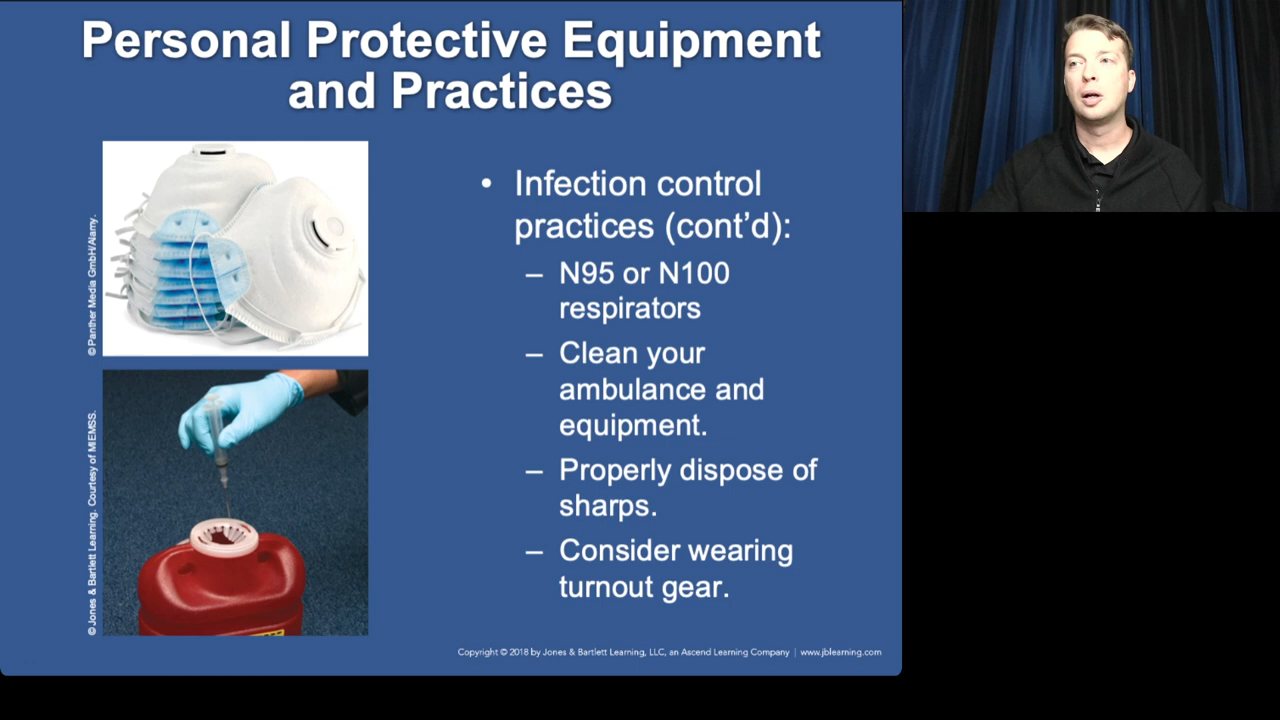 Personal Protective Equipment
and Practices
© Panther Media GmbH/Alamy.
© Jones & Bartlett Learning. Courtesy of MIEMSS.
• Infection control
practices (cont’d):
– N95 or N100
respirators
– Clean your
ambulance and
equipment.
– Properly dispose of
sharps.
– Consider wearing
turnout gear.
Copyright © 2018 by Jones & Bartlett Learning, LLC, an Ascend Learning Company | www.jblearning.com